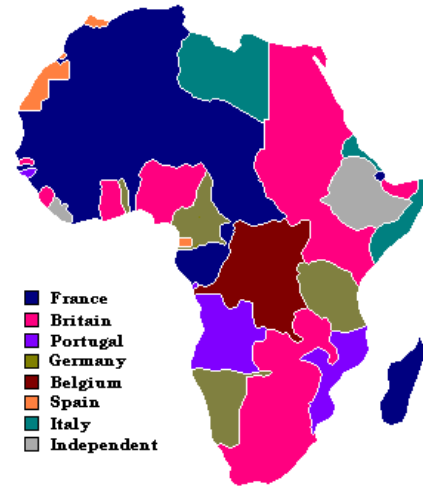 France
Britain
Portugal
Germany
Belgium
Spain
Italy
Independent